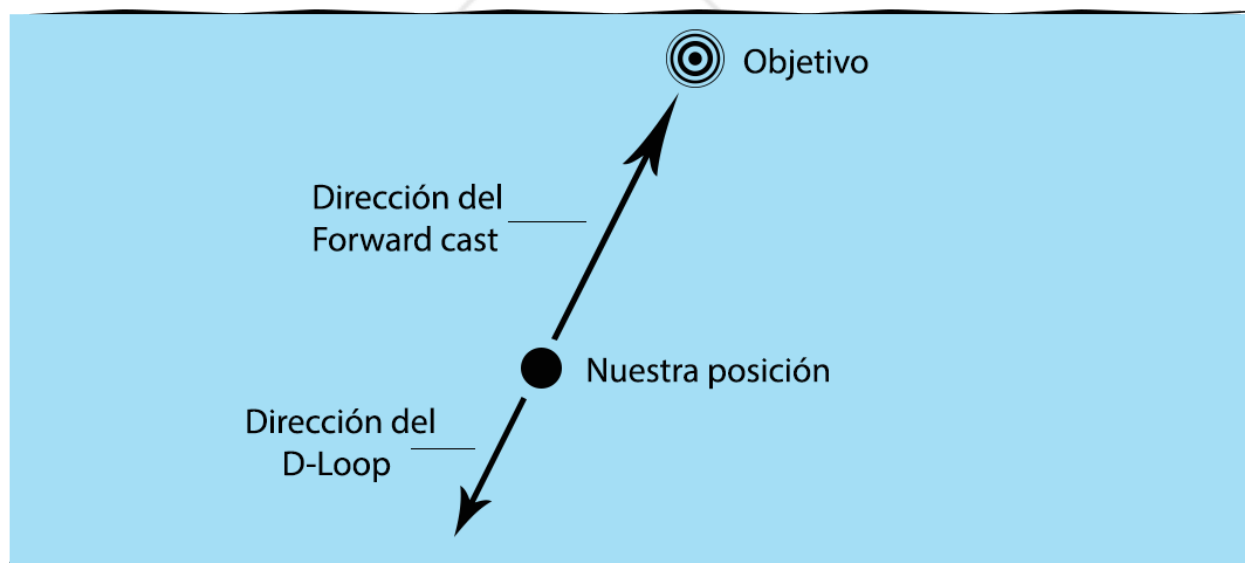 Objetivo
Dirección del
Forward cast
Nuestra posición
Dirección del
D-Loop